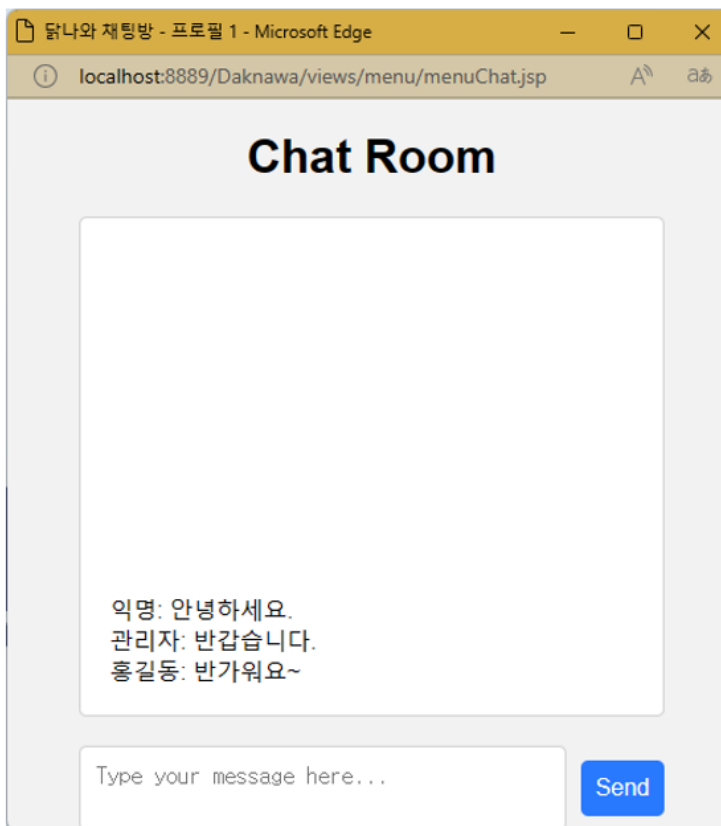 닭나와 채팅방 - 프로필 1 - Microsoft Edge
localhost:8889/Daknawa/views/menu/menuChat.jsp
Chat Room
익명: 안녕하세요.
관리자: 반갑습니다.
홍길동: 반가워요~
Type your message here...
Send